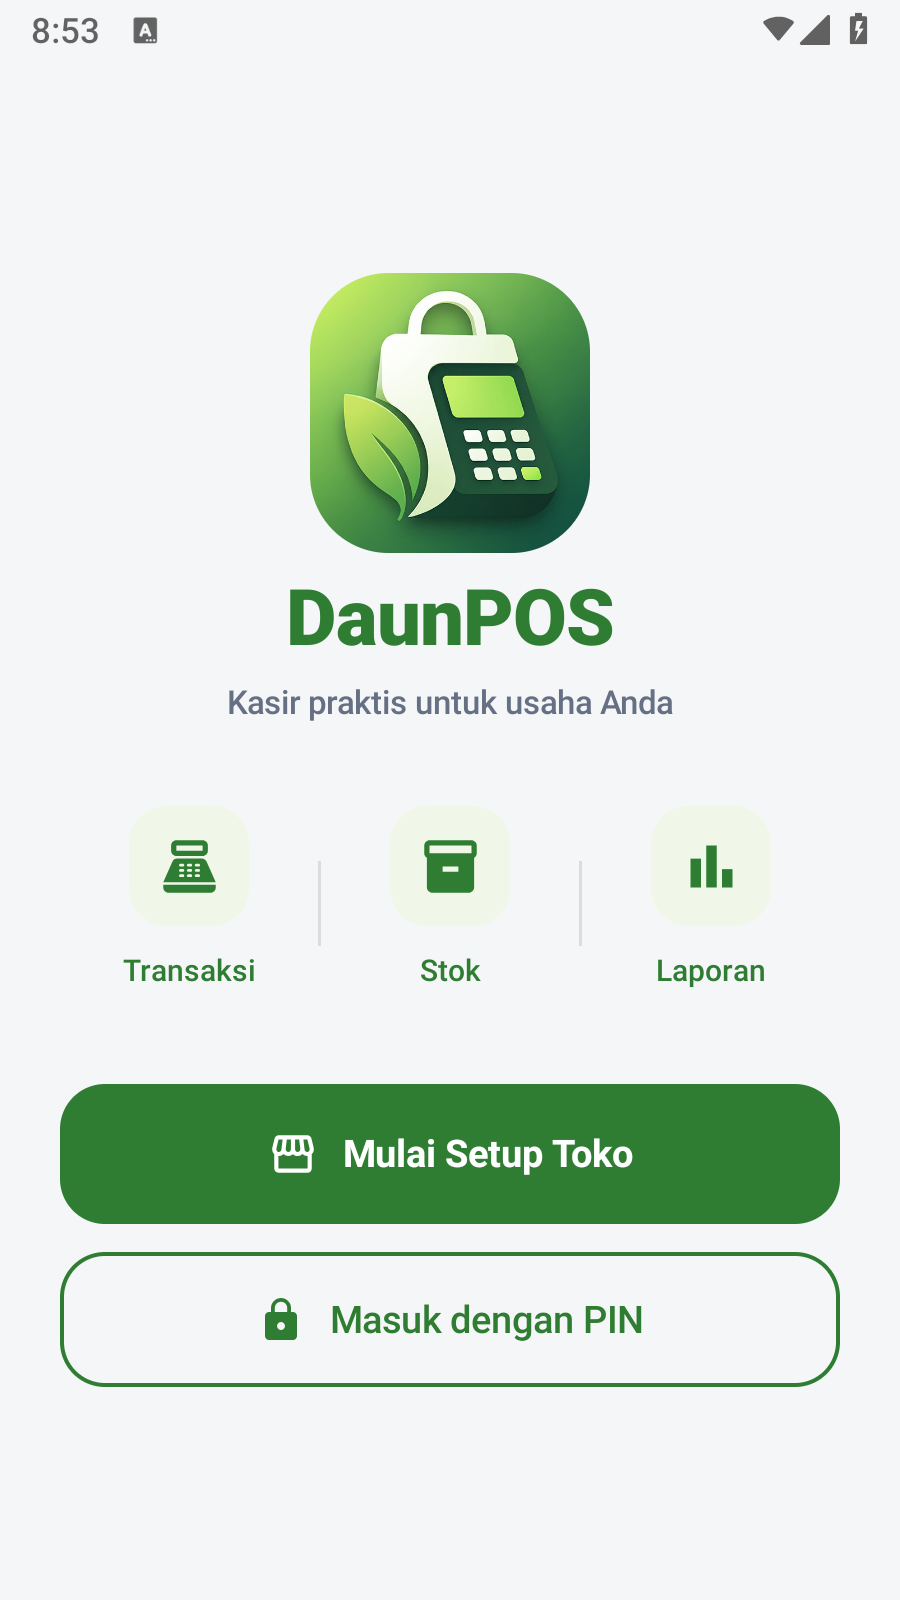 8:53
DaunPOS
Kasir praktis untuk usaha Anda
Transaksi
Stok
Laporan
Mulai Setup Toko
Masuk dengan PIN